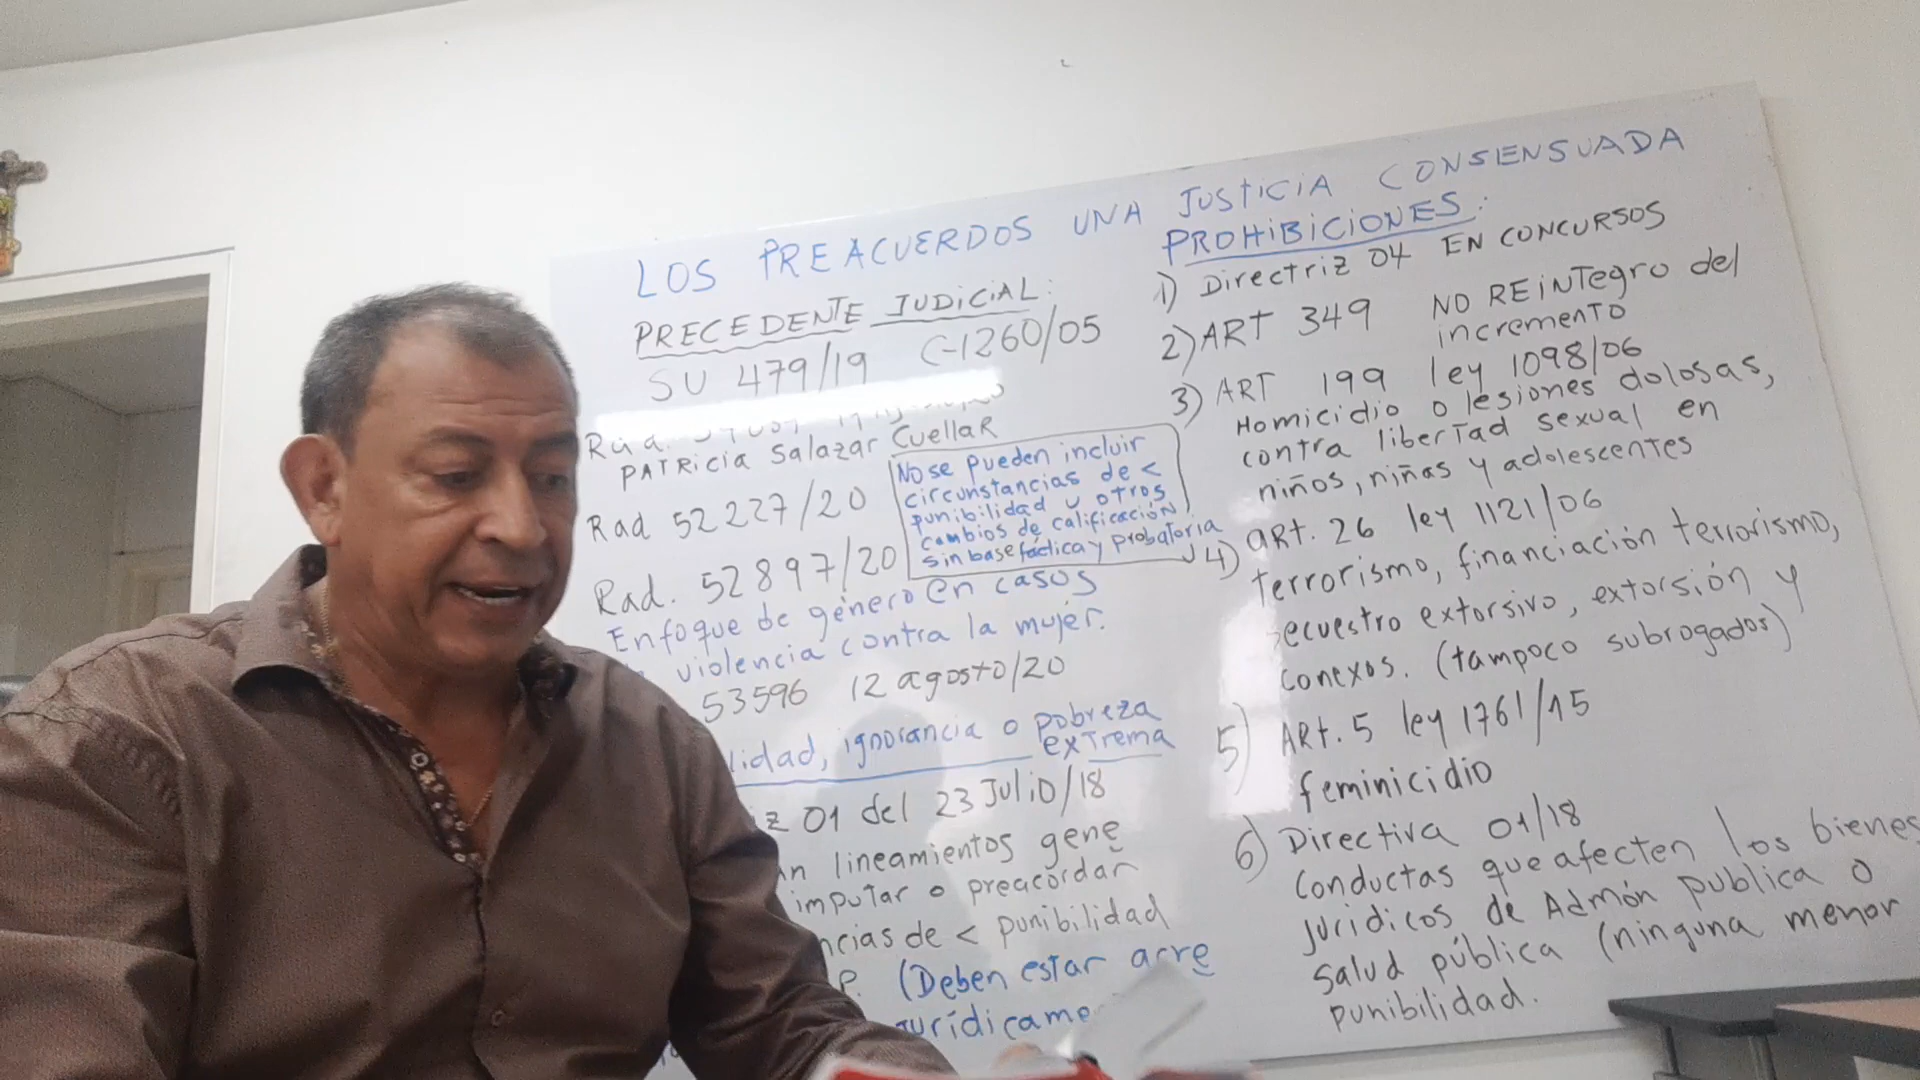 LOS PREACUERDOS UNA JUSTICIA CONSENSUADA
PRECEDENTE JUDICIAL:
SU 479/19 C-1260/05
Rad.
PATRICIA Salazar CuellaR
Rad 52227/20
No se pueden incluir
circunstancias de <
punibilidad u otros
cambios de calificación
sin base fáctica y probatoria
Rad. 52897/20
Enfoque de género en casos
violencia contra la mujer.
53596 12 agosto/20
lidad, ignorancia o pobreza
exTrema
z 01 del 23 Julio/18
an lineamientos gene
imputar o preacordar
ncias de < punibilidad
P. (Deben estar acre
jurídicame
PROHIBICIONES:
1) Directriz 04 EN CONCURSOS
2) ART 349 NO REINTegro del
incremento
3) ART 199 ley 1098/06
Homicidio o lesiones dolosas,
contra liberTad sexual en
niños, niñas y adolescentes
4) aRt. 26 ley 1121/06
terrorismo, financiación terrorismo,
ecuestro extorsivo, extorsión y
conexos. (tampoco subrogados)
5) ARt. 5 ley 1761/15
feminicidio
6) Directiva 01/18
Conductas que afecten los bienes
jurídicos de Admón pública o
Salud pública (ninguna menor
punibilidad.